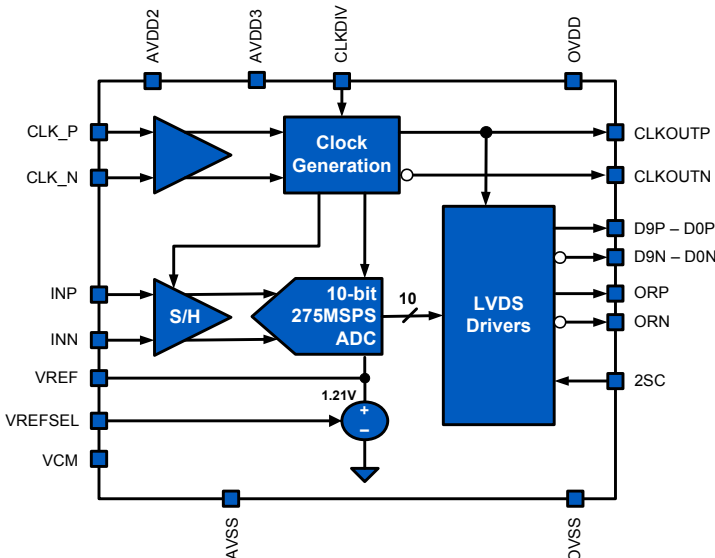 AVDD2
AVDD3
CLKDIV
OVDD
CLK_P
CLK_N
Clock
Generation
CLKOUTP
CLKOUTN
D9P – D0P
D9N – D0N
ORP
ORN
2SC
INP
INN
S/H
10-bit
275MSPS
ADC
10
LVDS
Drivers
VREF
1.21V
+
–
VREFSEL
VCM
AVSS
OVSS